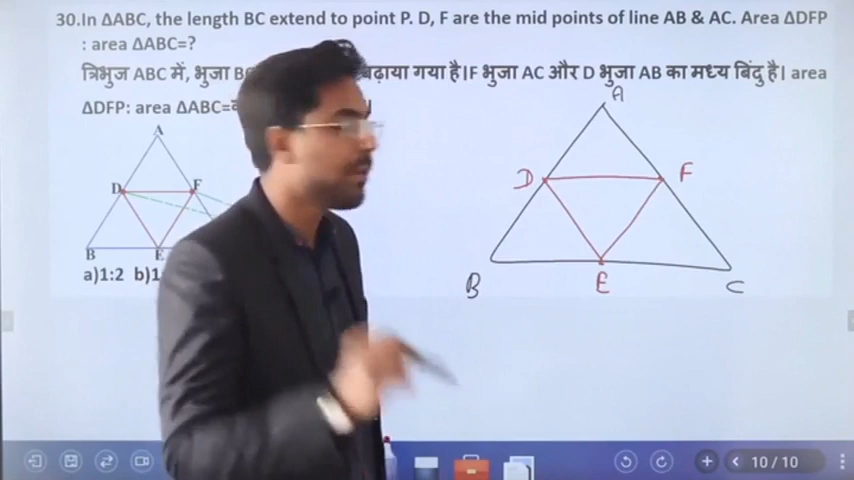 30.In ΔABC, the length BC extend to point P. D, F are the mid points of line AB & AC. Area ΔDFP
: area ΔABC=?
त्रिभुज ABC में, भुजा B बढ़ाया गया है।F भुजा AC और D भुजा AB का मध्य बिंदु है। area
ΔDFP: area ΔABC=
A
D F
B E
a)1:2 b)1
A
D F
B E C
10/10